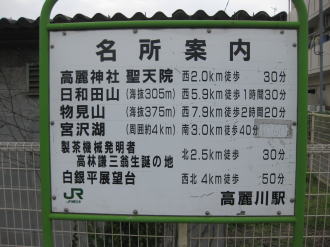 名所案内
高麗神社 聖天院 西2.0km徒歩 30分
日和田山 (海抜305m) 西5.9km徒歩1時間30分
物見山 (海抜375m) 西7.9km徒歩2時間20分
宮沢湖 (周囲約4km) 南3.0km徒歩40分
製茶機械発明者
高林謙三翁生誕の地 北2.5km徒歩 30分
白銀平展望台 西北 4km徒歩 50分
JR
JR東日本
高麗川駅